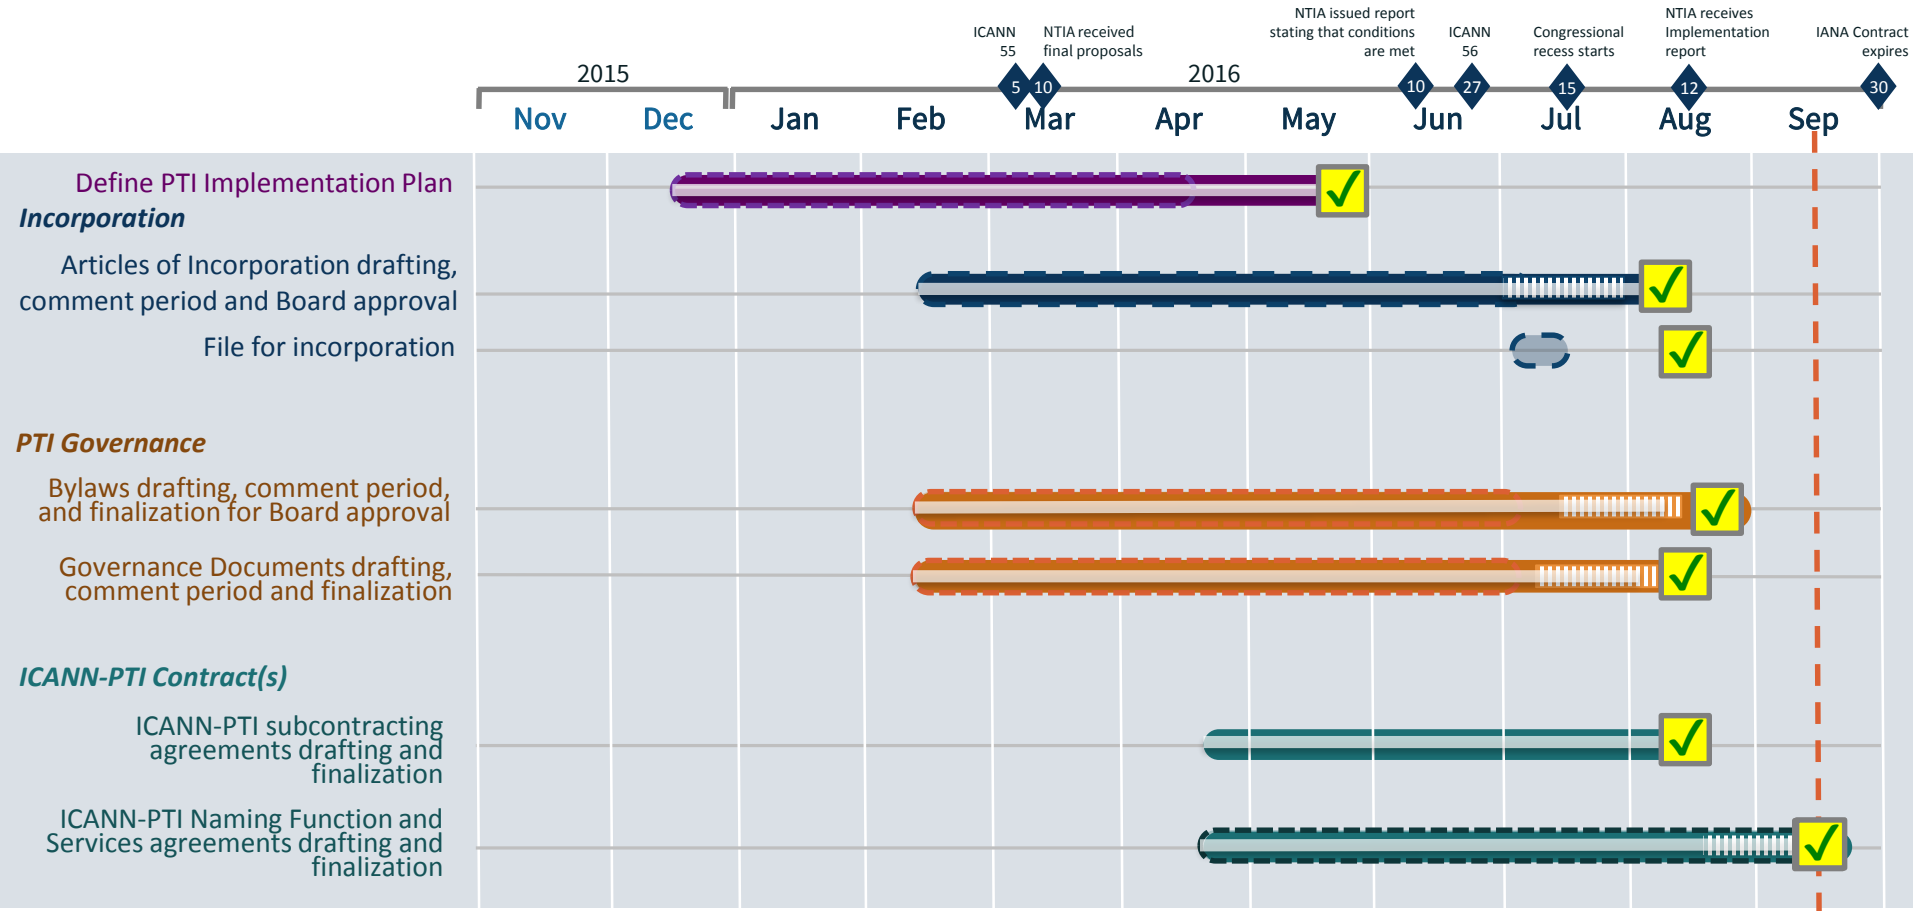 ICANN
55
NTIA received
final proposals
NTIA issued report
stating that conditions
are met
ICANN
56
Congressional
recess starts
NTIA receives
Implementation
report
IANA Contract
expires
2015
2016
5
10
10
27
15
12
30
Nov
Dec
Jan
Feb
Mar
Apr
May
Jun
Jul
Aug
Sep
Define PTI Implementation Plan
Incorporation
Articles of Incorporation drafting,
comment period and Board approval
File for incorporation
PTI Governance
Bylaws drafting, comment period,
and finalization for Board approval
Governance Documents drafting,
comment period and finalization
ICANN-PTI Contract(s)
ICANN-PTI subcontracting
agreements drafting and
finalization
ICANN-PTI Naming Function and
Services agreements drafting and
finalization